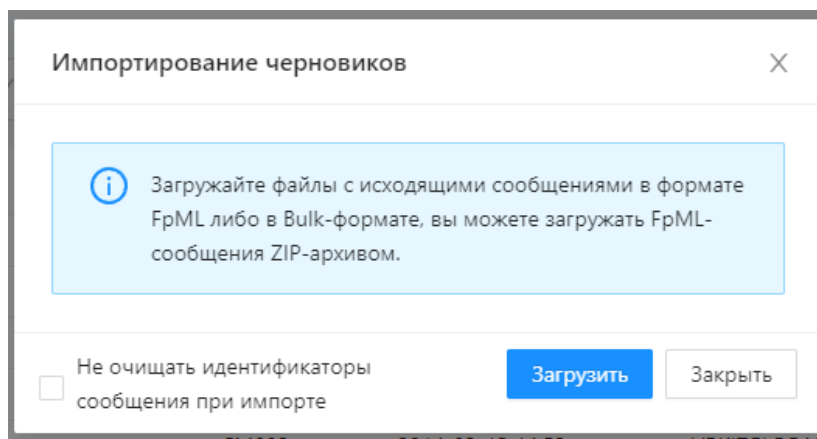 Импортирование черновиков
Загружайте файлы с исходящими сообщениями в формате
FpML либо в Bulk-формате, вы можете загружать FpML-
сообщения ZIP-архивом.
Не очищать идентификаторы
сообщения при импорте
Загрузить
Закрыть